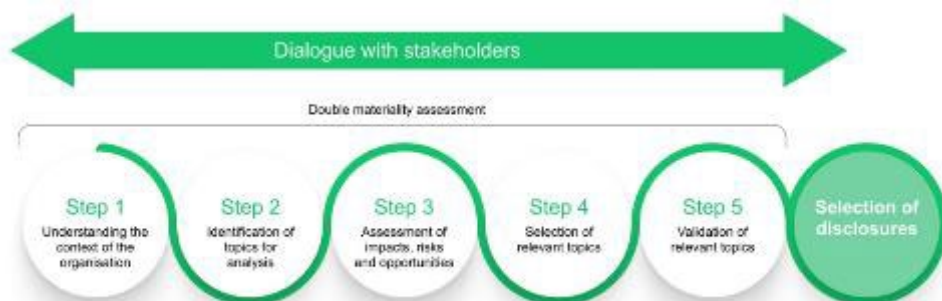 Dialogue with stakeholders
Double materiality assessment
Step 1
Understanding the
context of the
organisation
Step 2
Identification of
topics for
analysis
Step 3
Assessment of
impacts, risks
and opportunities
Step 4
Selection of
relevant topics
Step 5
Validation of
relevant topics
Selection of
disclosures